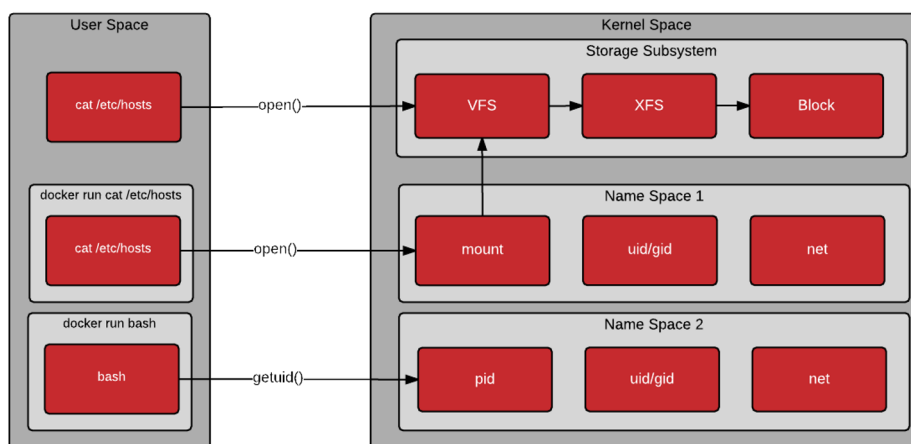 User Space
Kernel Space
Storage Subsystem
cat /etc/hosts
open()
VFS
XFS
Block
docker run cat /etc/hosts
Name Space 1
cat /etc/hosts
open()
mount
uid/gid
net
docker run bash
Name Space 2
bash
getuid()
pid
uid/gid
net